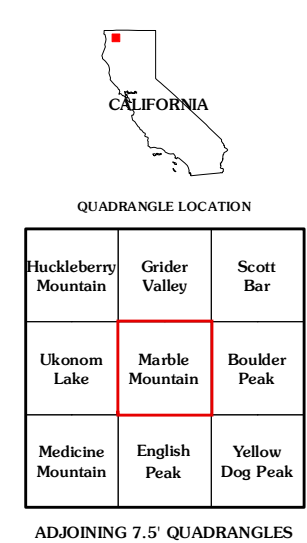 CALIFORNIA
QUADRANGLE LOCATION
Huckleberry
Mountain
Grider
Valley
Scott
Bar
Ukonom
Lake
Marble
Mountain
Boulder
Peak
Medicine
Mountain
English
Peak
Yellow
Dog Peak
ADJOINING 7.5' QUADRANGLES